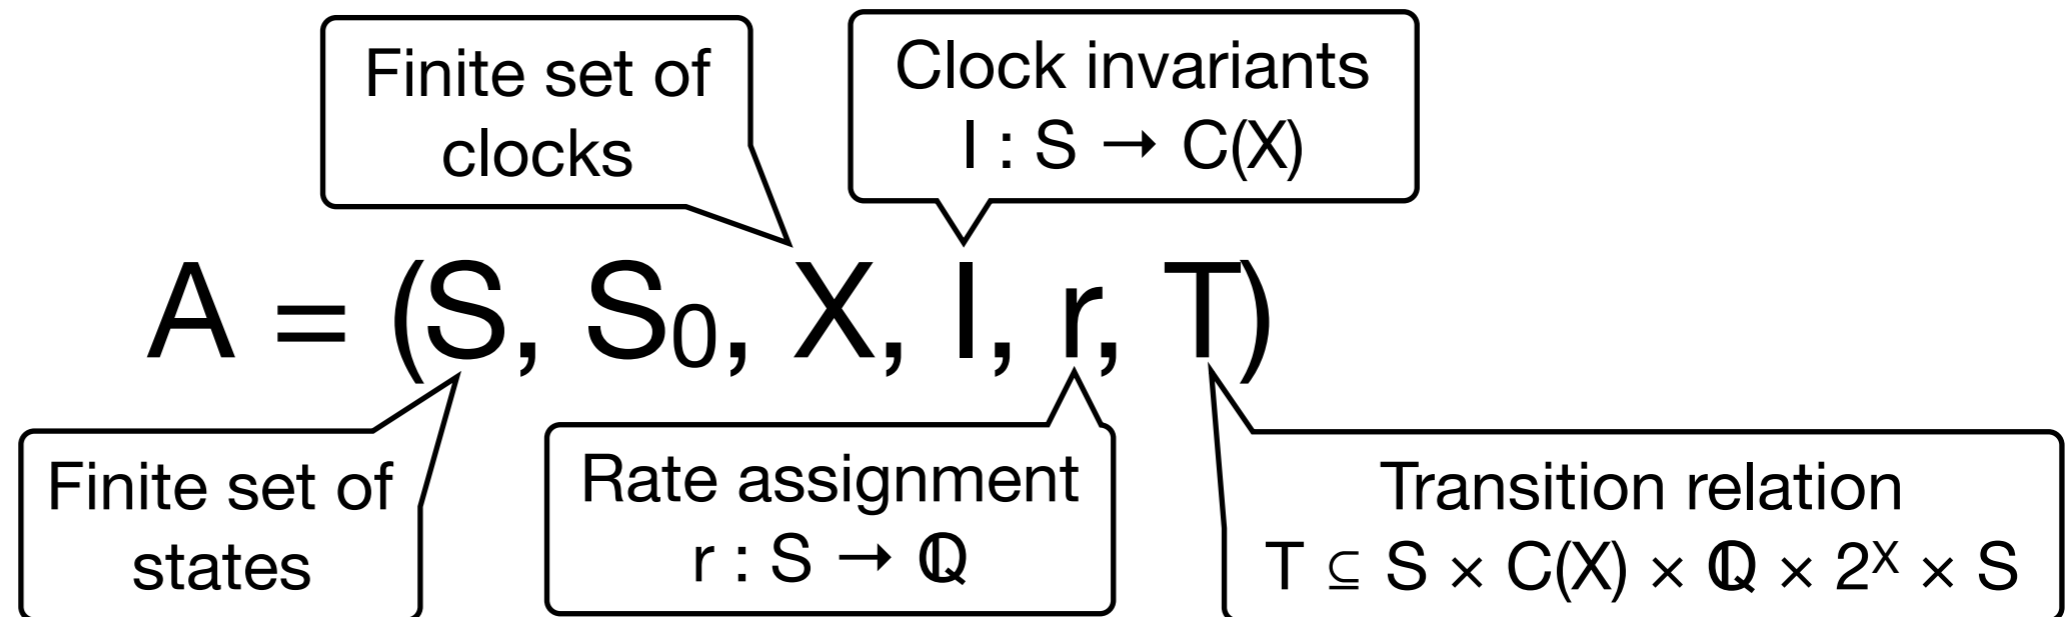 Finite set of
clocks
Clock invariants
I : S → C(X)
A = (S, S₀, X, I, r, T)
Finite set of
states
Rate assignment
r : S → ℚ
Transition relation
T ⊆ S × C(X) × ℚ × 2ˣ × S